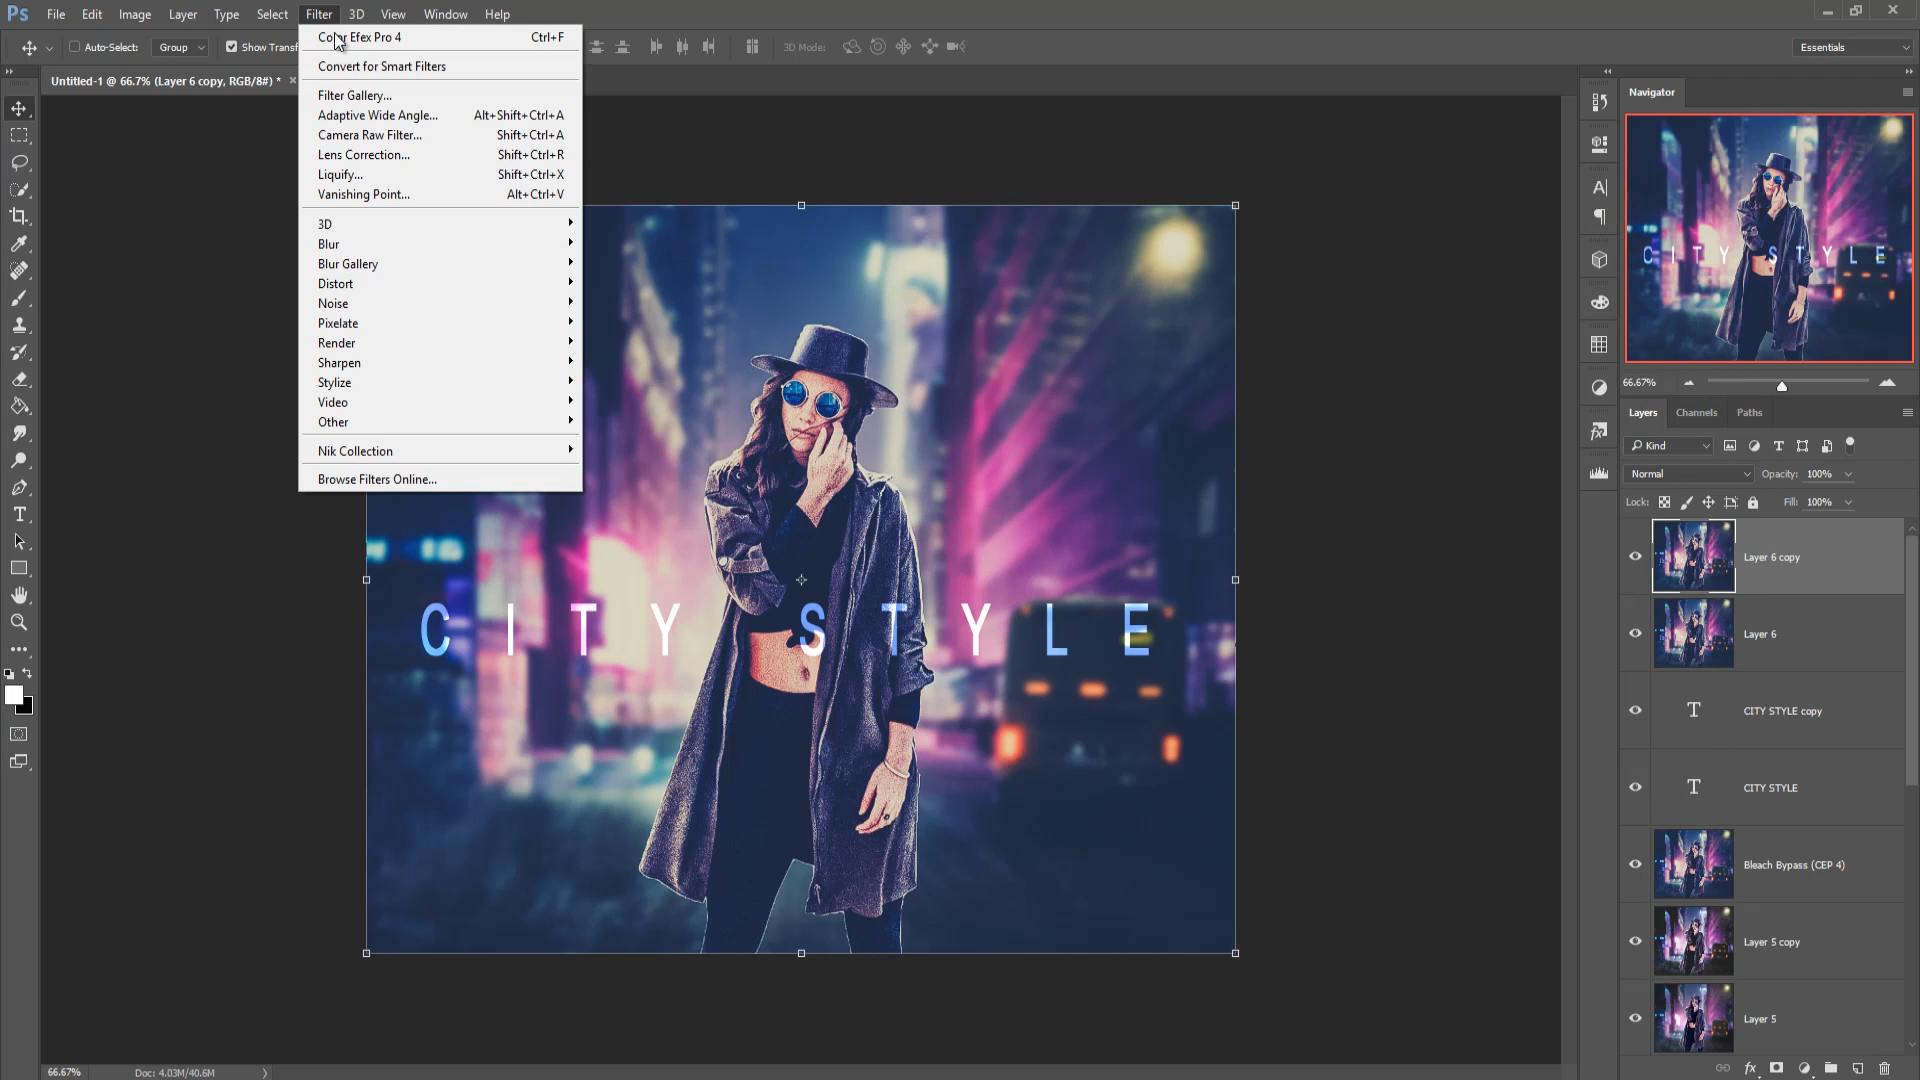 Ps File Edit Image Layer Type Select Filter 3D View Window Help
Auto-Select: Group Show Transf 3D Mode: Essentials
Color Efex Pro 4 Ctrl+F
Convert for Smart Filters
Filter Gallery...
Adaptive Wide Angle... Alt+Shift+Ctrl+A
Camera Raw Filter... Shift+Ctrl+A
Lens Correction... Shift+Ctrl+R
Liquify... Shift+Ctrl+X
Vanishing Point... Alt+Ctrl+V
3D
Blur
Blur Gallery
Distort
Noise
Pixelate
Render
Sharpen
Stylize
Video
Other
Nik Collection
Browse Filters Online...
Untitled-1 @ 66.7% (Layer 6 copy, RGB/8#) *
CITY STYLE
66.67% Doc: 4.03M/40.6M
Navigator
CITY STYLE
66.67%
Layers Channels Paths
Kind
Normal Opacity: 100%
Lock: Fill: 100%
Layer 6 copy
Layer 6
CITY STYLE copy
CITY STYLE
Bleach Bypass (CEP 4)
Layer 5 copy
Layer 5